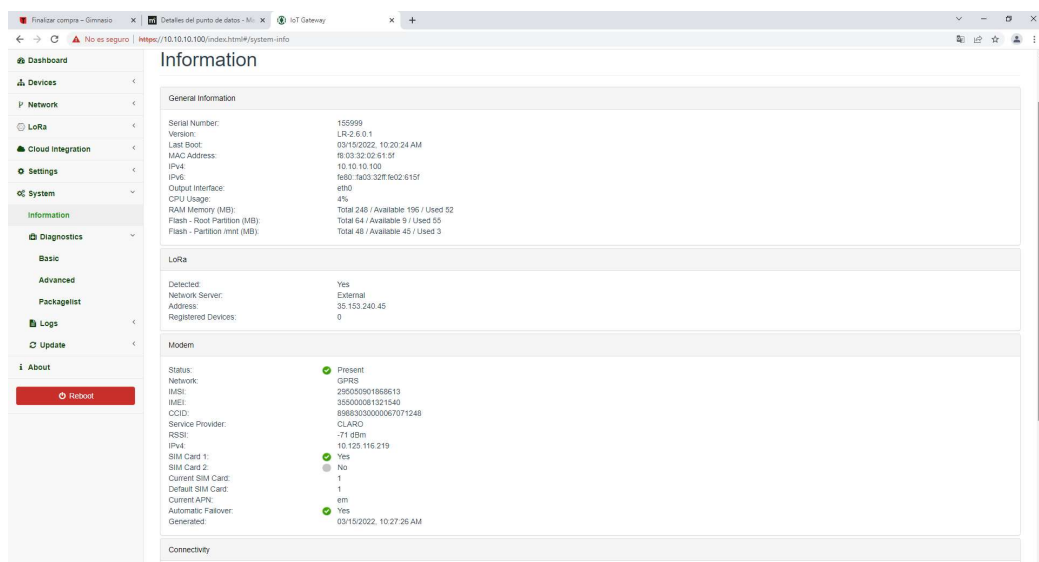 Finalizar compra – Gimnasio
Detalles del punto de datos - Mu
IoT Gateway
No es seguro
https://10.10.10.100/index.html#/system-info
Dashboard
Devices
Network
LoRa
Cloud Integration
Settings
System
Information
Diagnostics
Basic
Advanced
Packagelist
Logs
Update
About
Reboot
Information
General Information
Serial Number: 155999
Version: LR-2.6.0.1
Last Boot: 03/15/2022, 10:20:24 AM
MAC Address: f8:03:32:02:61:5f
IPv4: 10.10.10.100
IPv6: fe80::fa03:32ff:fe02:615f
Output Interface: eth0
CPU Usage: 4%
RAM Memory (MB): Total 248 / Available 196 / Used 52
Flash - Root Partition (MB): Total 64 / Available 9 / Used 55
Flash - Partition /mnt (MB): Total 48 / Available 45 / Used 3
LoRa
Detected: Yes
Network Server: External
Address: 35.153.240.45
Registered Devices: 0
Modem
Status: Present
Network: GPRS
IMSI: 295050901868613
IMEI: 355000081321540
CCID: 89883030000067071248
Service Provider: CLARO
RSSI: -71 dBm
IPv4: 10.125.116.219
SIM Card 1: Yes
SIM Card 2: No
Current SIM Card: 1
Default SIM Card: 1
Current APN: em
Automatic Failover: Yes
Generated: 03/15/2022, 10:27:26 AM
Connectivity